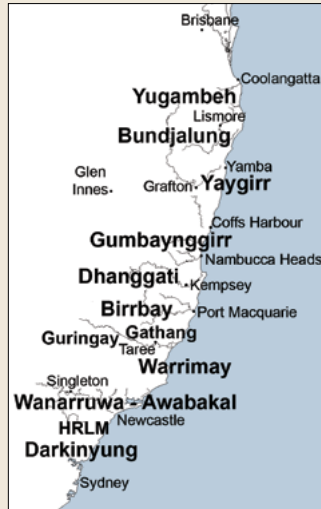 Brisbane
Coolangatta
Yugambeh
Lismore
Bundjalung
Yamba
Glen
Innes
Grafton
Yaygirr
Coffs Harbour
Gumbaynggirr
Nambucca Heads
Dhanggati
Kempsey
Birrbay
Port Macquarie
Guringay
Gathang
Taree
Warrimay
Singleton
Wanarruwa - Awabakal
Newcastle
HRLM
Darkinyung
Sydney